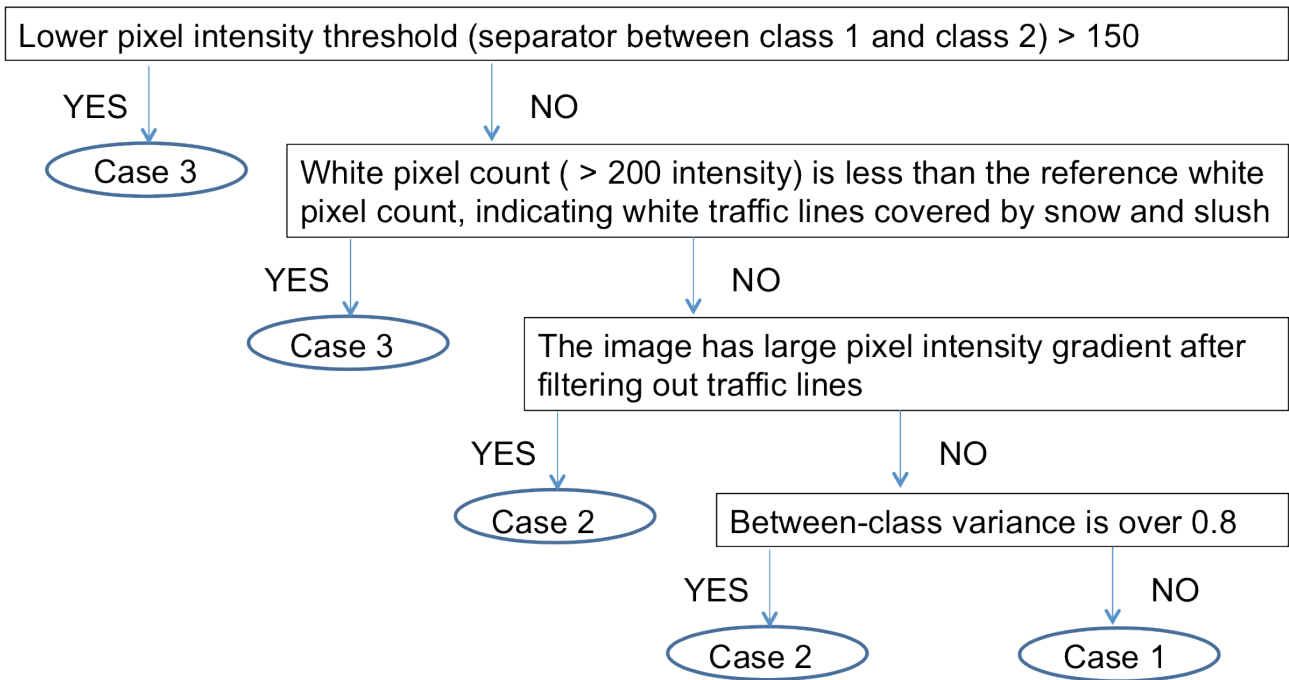 Lower pixel intensity threshold (separator between class 1 and class 2) > 150
YES
NO
Case 3
White pixel count ( > 200 intensity) is less than the reference white
pixel count, indicating white traffic lines covered by snow and slush
YES
NO
Case 3
The image has large pixel intensity gradient after
filtering out traffic lines
YES
NO
Case 2
Between-class variance is over 0.8
YES
NO
Case 2
Case 1